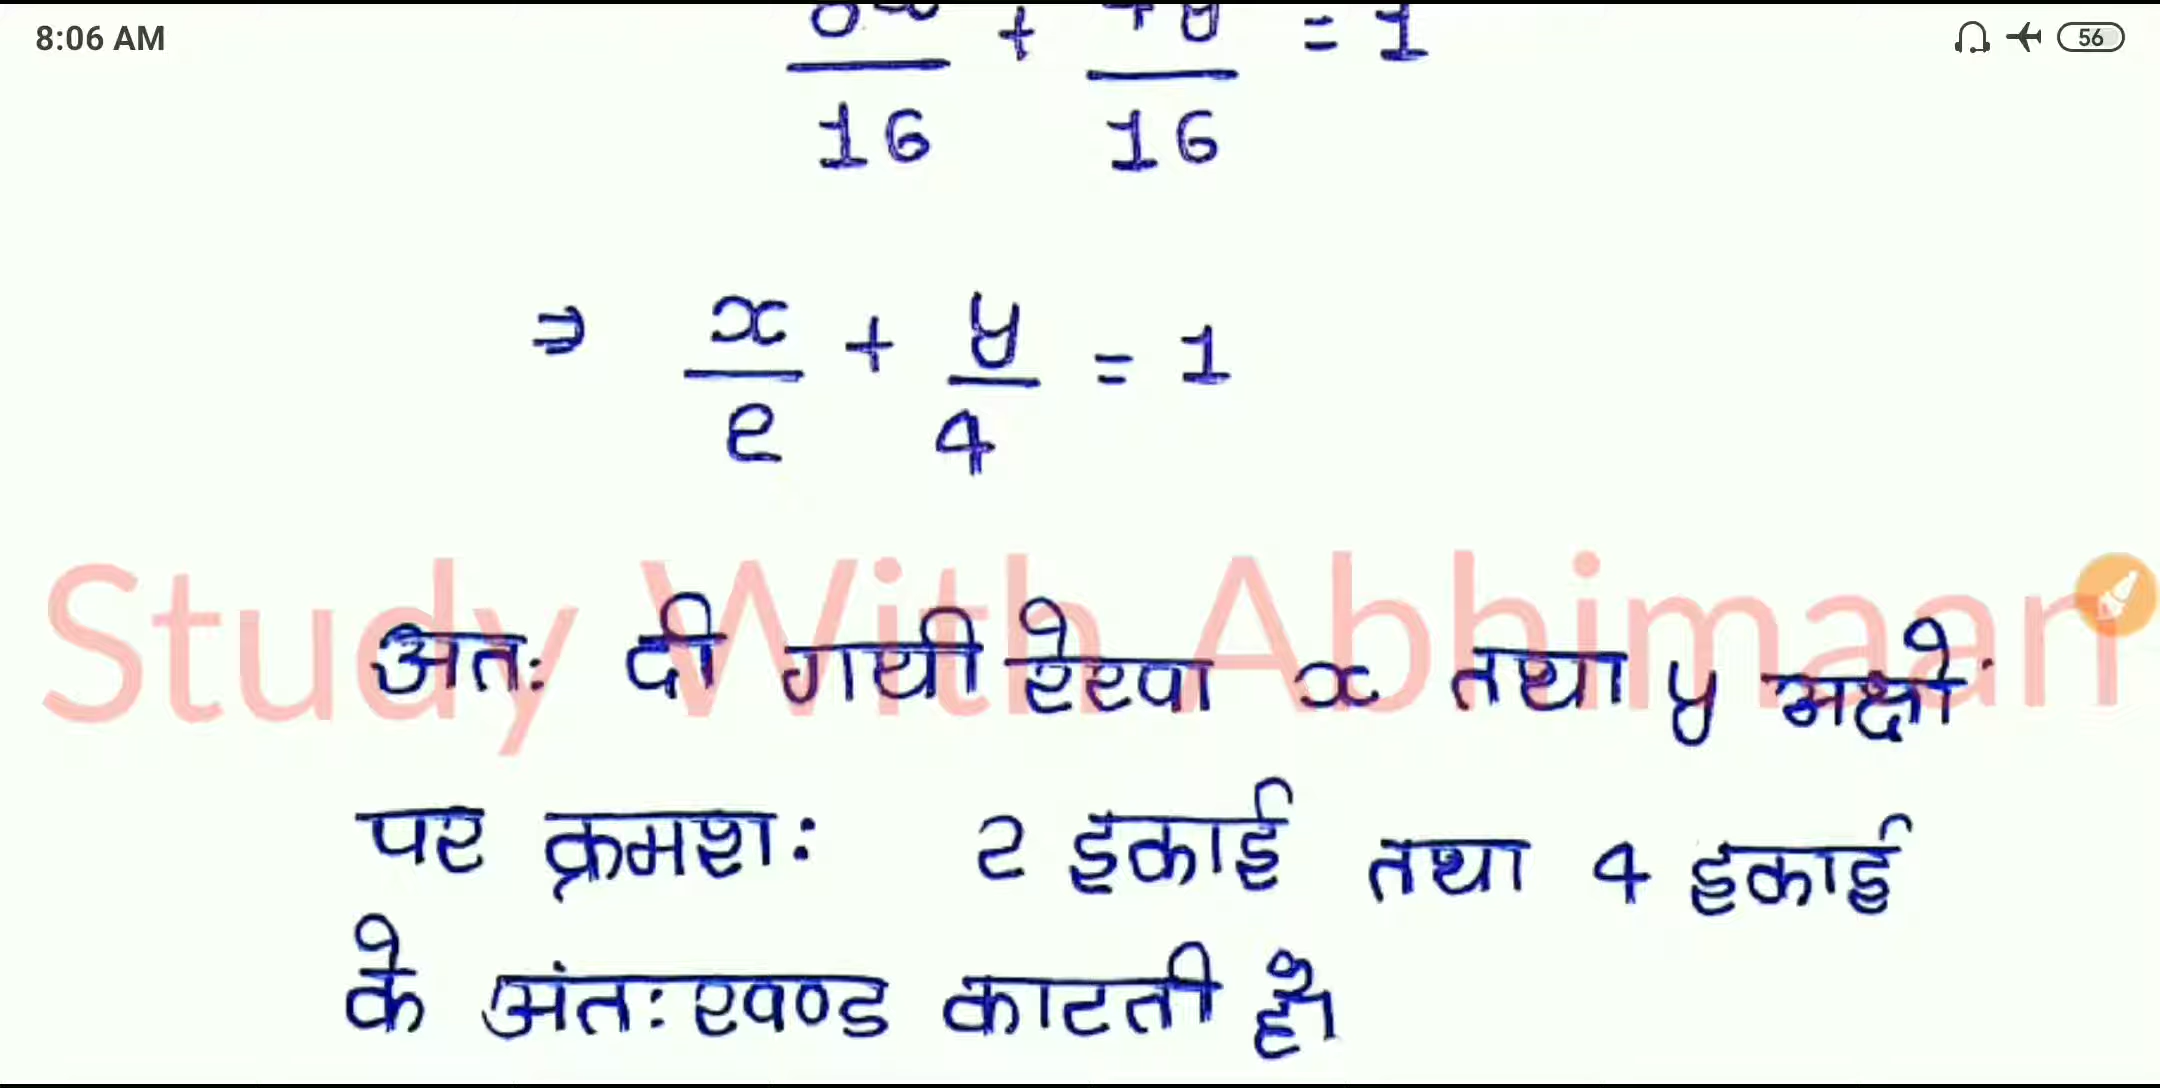 8:06 AM
56
+ = 1
16 16
⇒ x/2 + y/4 = 1
Study With Abhimaan
अतः दी गयी रेखा x तथा y अक्षों
पर क्रमशः 2 इकाई तथा 4 इकाई
के अंतःखण्ड काटती है।